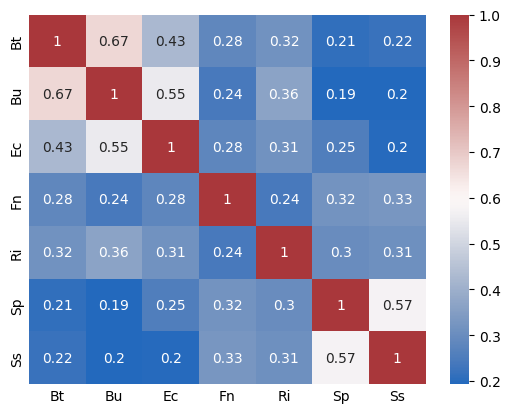 Bt 1 0.67 0.43 0.28 0.32 0.21 0.22
Bu 0.67 1 0.55 0.24 0.36 0.19 0.2
Ec 0.43 0.55 1 0.28 0.31 0.25 0.2
Fn 0.28 0.24 0.28 1 0.24 0.32 0.33
Ri 0.32 0.36 0.31 0.24 1 0.3 0.31
Sp 0.21 0.19 0.25 0.32 0.3 1 0.57
Ss 0.22 0.2 0.2 0.33 0.31 0.57 1
Bt Bu Ec Fn Ri Sp Ss
1.0
0.9
0.8
0.7
0.6
0.5
0.4
0.3
0.2